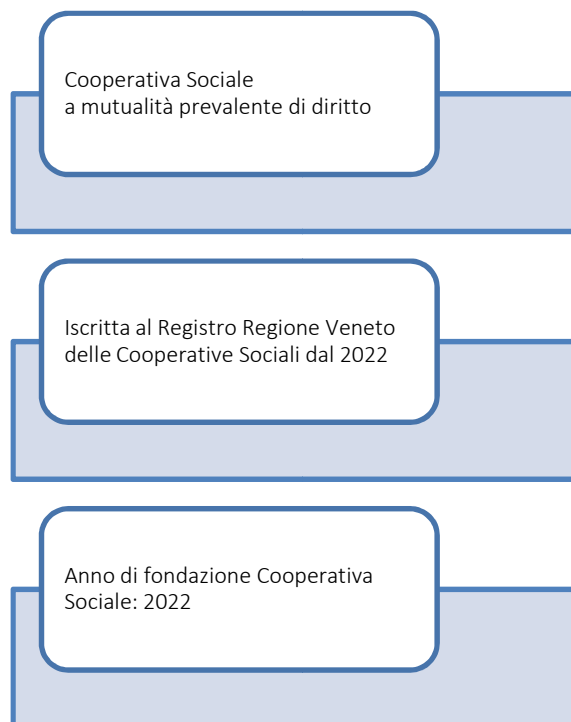 Cooperativa Sociale
a mutualità prevalente di diritto
Iscritta al Registro Regione Veneto
delle Cooperative Sociali dal 2022
Anno di fondazione Cooperativa
Sociale: 2022